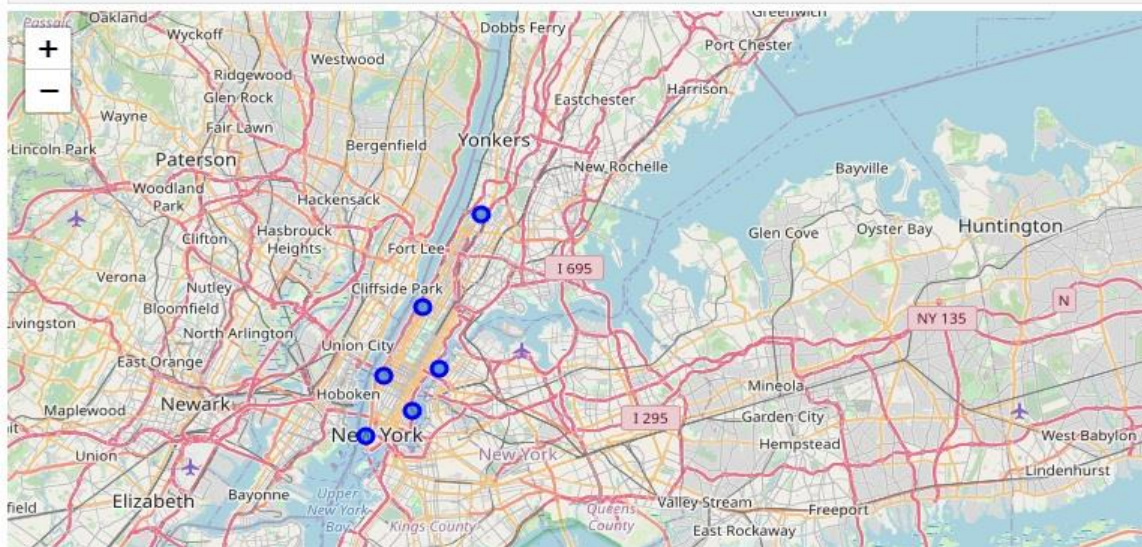 Passaic
Oakland
Wyckoff
Dobbs Ferry
Greenwich
Port Chester
+
Westwood
Ridgewood
Glen Rock
−
Eastchester
Harrison
Wayne
Fair Lawn
Yonkers
Bergenfield
Lincoln Park
Paterson
New Rochelle
Bayville
Woodland
Park
Hackensack
Hasbrouck
Heights
Clifton
Fort Lee
Glen Cove
Oyster Bay
Huntington
I 695
Verona
Nutley
Cliffside Park
N
Bloomfield
Livingston
North Arlington
NY 135
Union City
East Orange
Mineola
Hoboken
Maplewood
Newark
I 295
Garden City
New York
Hempstead
West Babylon
Union
New York
Lindenhurst
Elizabeth
Bayonne
Upper
New York
Bay
Valley Stream
Freeport
field
Kings County
Queens
County
East Rockaway